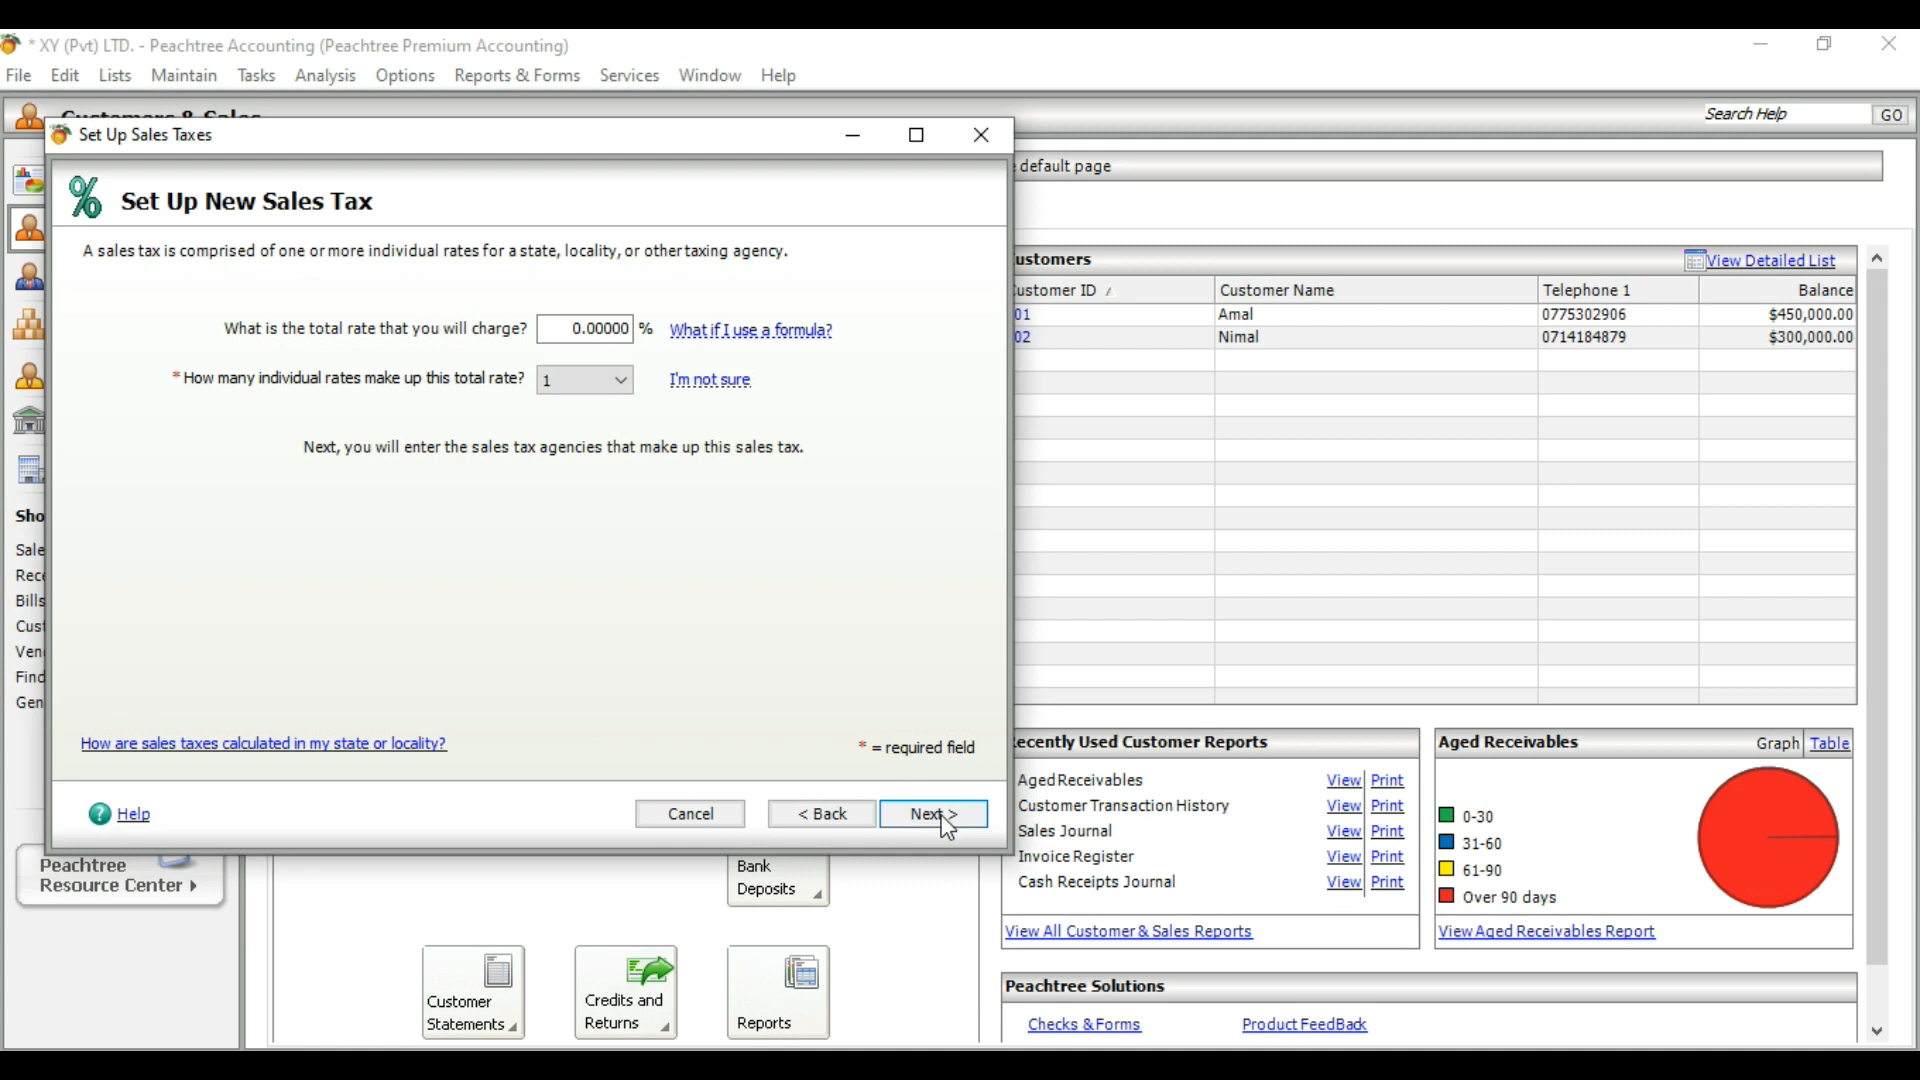 * XY (Pvt) LTD. - Peachtree Accounting (Peachtree Premium Accounting)
File Edit Lists Maintain Tasks Analysis Options Reports & Forms Services Window Help
Search Help GO
Set Up Sales Taxes
default page
% Set Up New Sales Tax
A sales tax is comprised of one or more individual rates for a state, locality, or other taxing agency.
What is the total rate that you will charge? 0.00000 % What if I use a formula?
* How many individual rates make up this total rate? 1 I'm not sure
Next, you will enter the sales tax agencies that make up this sales tax.
How are sales taxes calculated in my state or locality?
* = required field
? Help
Cancel < Back Next >
ustomers View Detailed List
ustomer ID Customer Name Telephone 1 Balance
01 Amal 0775302906 $450,000.00
02 Nimal 0714184879 $300,000.00
Sho
Sale
Rece
Bills
Cust
Ven
Find
Gen
Peachtree
Resource Center
Bank
Deposits
Customer
Statements
Credits and
Returns
Reports
ecently Used Customer Reports
Aged Receivables View Print
Customer Transaction History View Print
Sales Journal View Print
Invoice Register View Print
Cash Receipts Journal View Print
View All Customer & Sales Reports
Aged Receivables Graph Table
0-30
31-60
61-90
Over 90 days
View Aged Receivables Report
Peachtree Solutions
Checks & Forms Product FeedBack